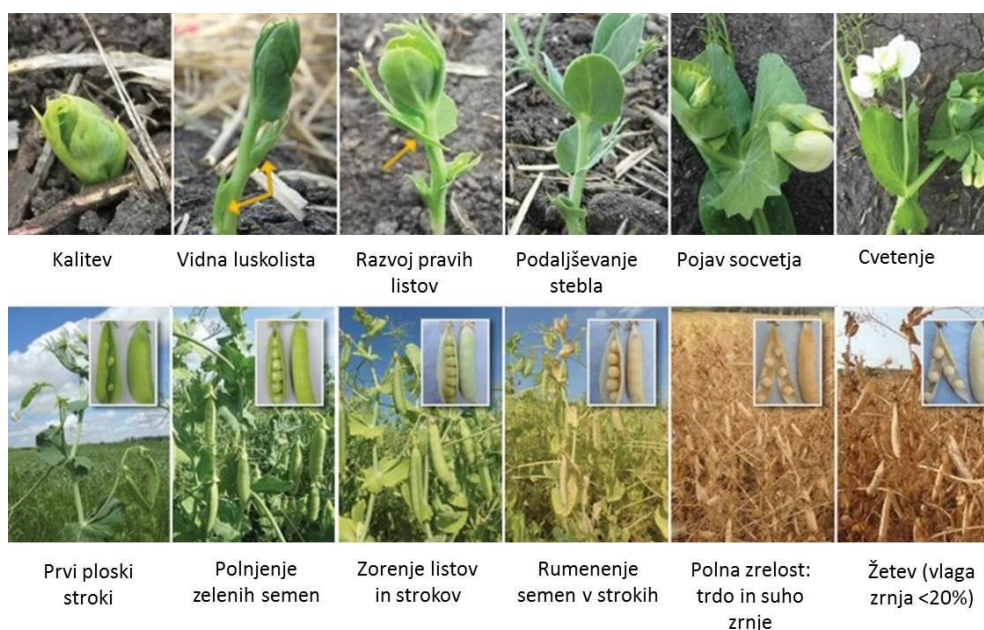 Kalitev
Vidna luskolista
Razvoj pravih
listov
Podaljševanje
stebla
Pojav socvetja
Cvetenje
Prvi ploski
stroki
Polnjenje
zelenih semen
Zorenje listov
in strokov
Rumenenje
semen v strokih
Polna zrelost:
trdo in suho
zrnje
Žetev (vlaga
zrnja <20%)